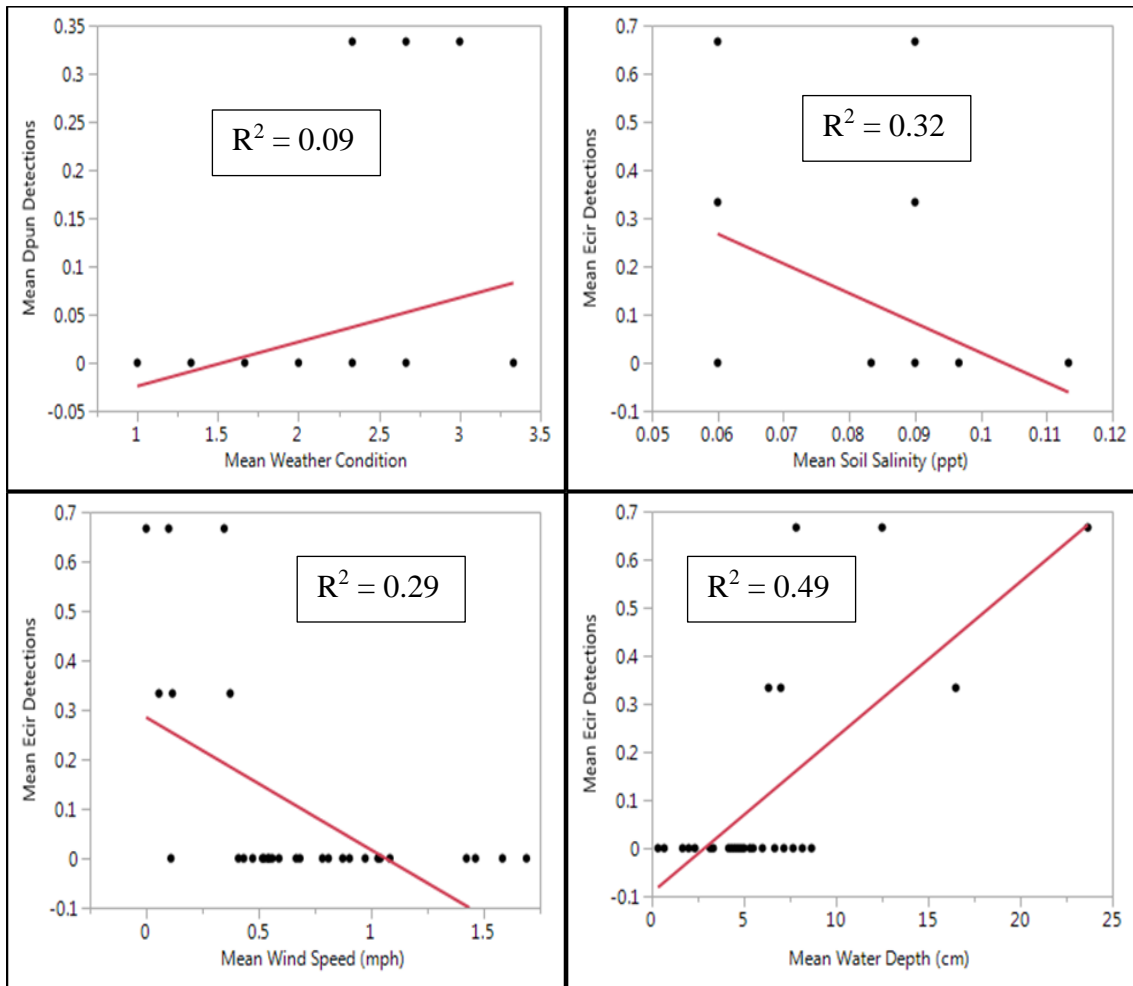 0.35
0.3
0.25
0.2
0.15
0.1
0.05
0
-0.05
Mean Dpun Detections
R² = 0.09
1 1.5 2 2.5 3 3.5
Mean Weather Condition
0.7
0.6
0.5
0.4
0.3
0.2
0.1
0
-0.1
Mean Ecir Detections
R² = 0.32
0.05 0.06 0.07 0.08 0.09 0.1 0.11 0.12
Mean Soil Salinity (ppt)
0.7
0.6
0.5
0.4
0.3
0.2
0.1
0
-0.1
Mean Ecir Detections
R² = 0.29
0 0.5 1 1.5
Mean Wind Speed (mph)
0.7
0.6
0.5
0.4
0.3
0.2
0.1
0
-0.1
Mean Ecir Detections
R² = 0.49
0 5 10 15 20 25
Mean Water Depth (cm)